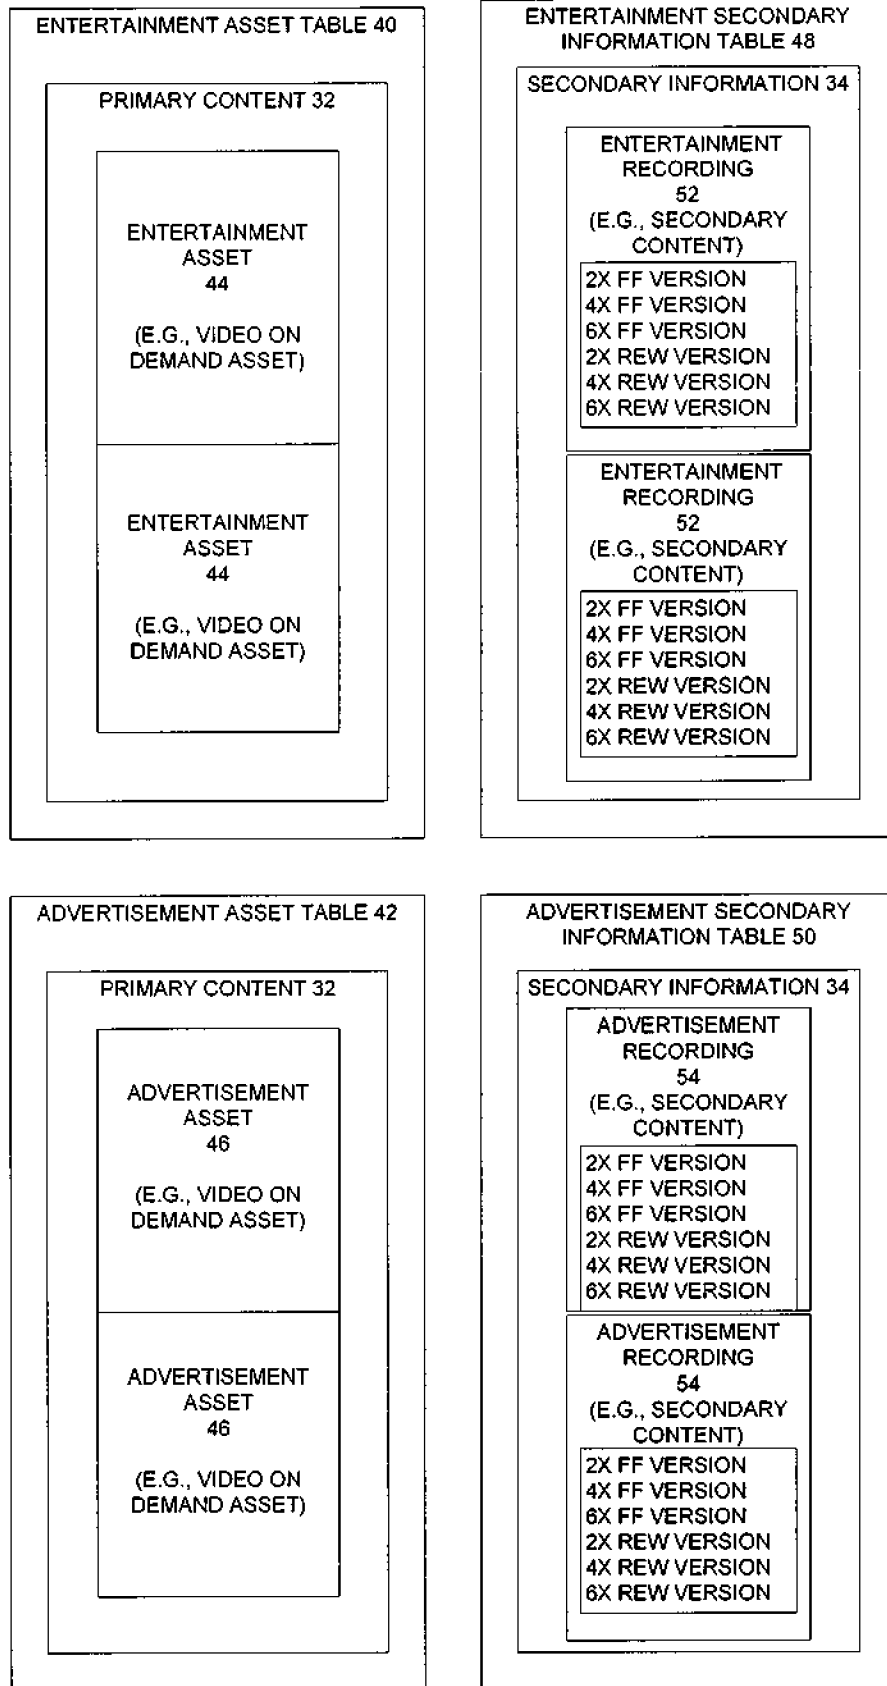 ENTERTAINMENT ASSET TABLE 40
PRIMARY CONTENT 32
ENTERTAINMENT
ASSET
44
(E.G., VIDEO ON
DEMAND ASSET)
ENTERTAINMENT
ASSET
44
(E.G., VIDEO ON
DEMAND ASSET)
ENTERTAINMENT SECONDARY
INFORMATION TABLE 48
SECONDARY INFORMATION 34
ENTERTAINMENT
RECORDING
52
(E.G., SECONDARY
CONTENT)
2X FF VERSION
4X FF VERSION
6X FF VERSION
2X REW VERSION
4X REW VERSION
6X REW VERSION
ENTERTAINMENT
RECORDING
52
(E.G., SECONDARY
CONTENT)
2X FF VERSION
4X FF VERSION
6X FF VERSION
2X REW VERSION
4X REW VERSION
6X REW VERSION
ADVERTISEMENT ASSET TABLE 42
PRIMARY CONTENT 32
ADVERTISEMENT
ASSET
46
(E.G., VIDEO ON
DEMAND ASSET)
ADVERTISEMENT
ASSET
46
(E.G., VIDEO ON
DEMAND ASSET)
ADVERTISEMENT SECONDARY
INFORMATION TABLE 50
SECONDARY INFORMATION 34
ADVERTISEMENT
RECORDING
54
(E.G., SECONDARY
CONTENT)
2X FF VERSION
4X FF VERSION
6X FF VERSION
2X REW VERSION
4X REW VERSION
6X REW VERSION
ADVERTISEMENT
RECORDING
54
(E.G., SECONDARY
CONTENT)
2X FF VERSION
4X FF VERSION
6X FF VERSION
2X REW VERSION
4X REW VERSION
6X REW VERSION